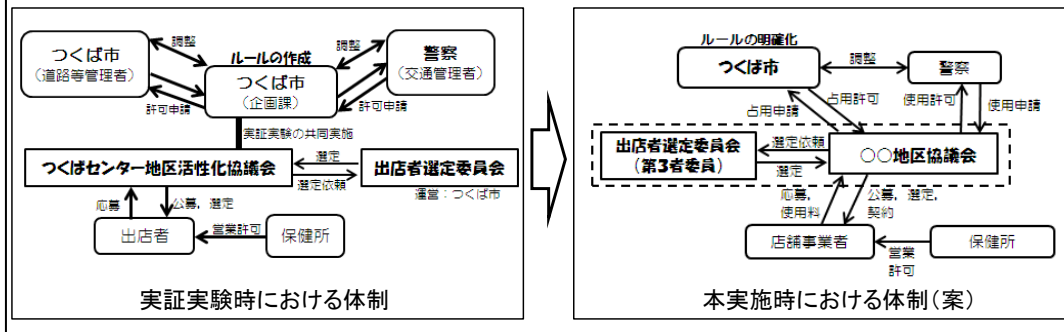 つくば市
(道路等管理者)
調整
ルールの作成
つくば市
(企画課)
調整
警察
(交通管理者)
許可申請
許可申請
実証実験の共同実施
つくばセンター地区活性化協議会
選定
選定依頼
出店者選定委員会
運営:つくば市
応募
公募,選定
出店者
営業許可
保健所
実証実験時における体制
ルールの明確化
つくば市
調整
警察
占用許可
占用申請
使用許可
使用申請
出店者選定委員会
(第3者委員)
選定依頼
選定
○○地区協議会
応募,
使用料
公募,選定,
契約
店舗事業者
営業
許可
保健所
本実施時における体制(案)